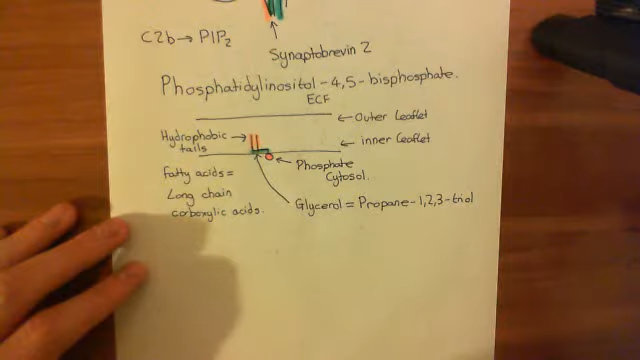 C2b → PIP2
Synaptobrevin 2
Phosphatidylinositol-4,5-bisphosphate.
ECF
← Outer Leaflet
Hydrophobic →
tails
← inner leaflet
← Phosphate
Cytosol.
Fatty acids =
Long chain
carboxylic acids.
Glycerol = Propane-1,2,3-triol